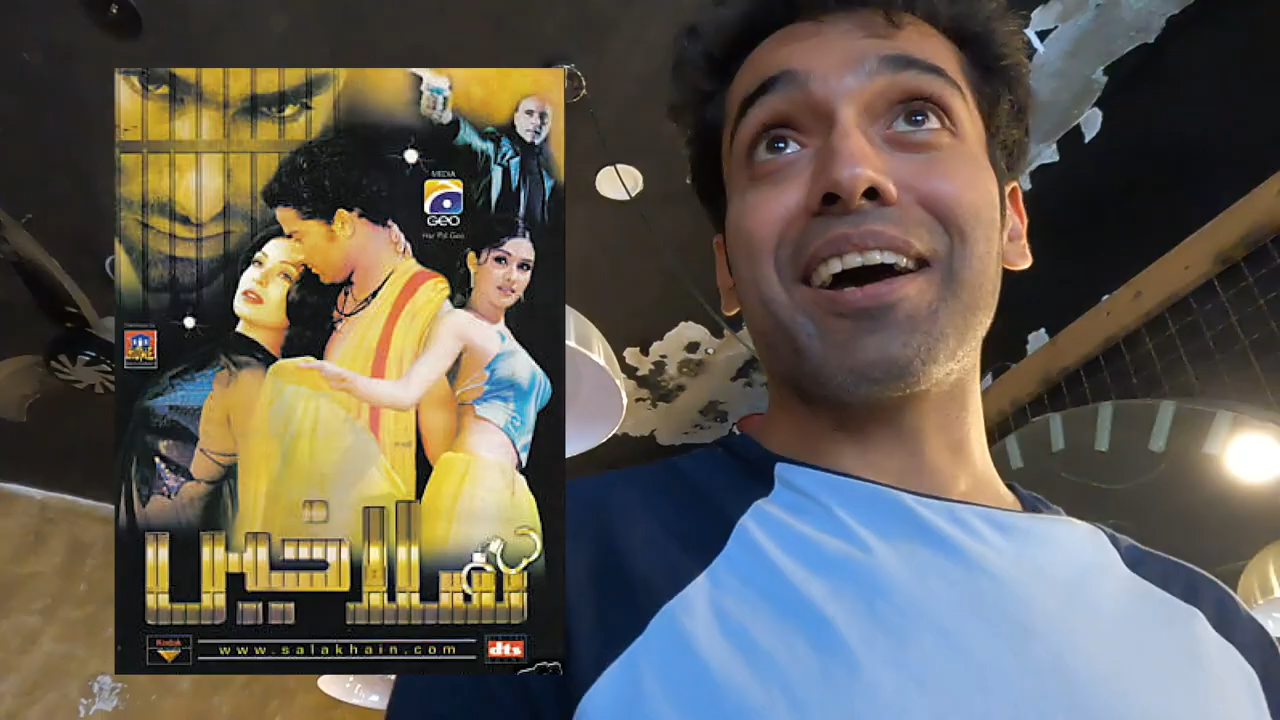 MEDIA
GEO
Har Pal Geo
سلاخیں
Kodak
www.salakhain.com
dts